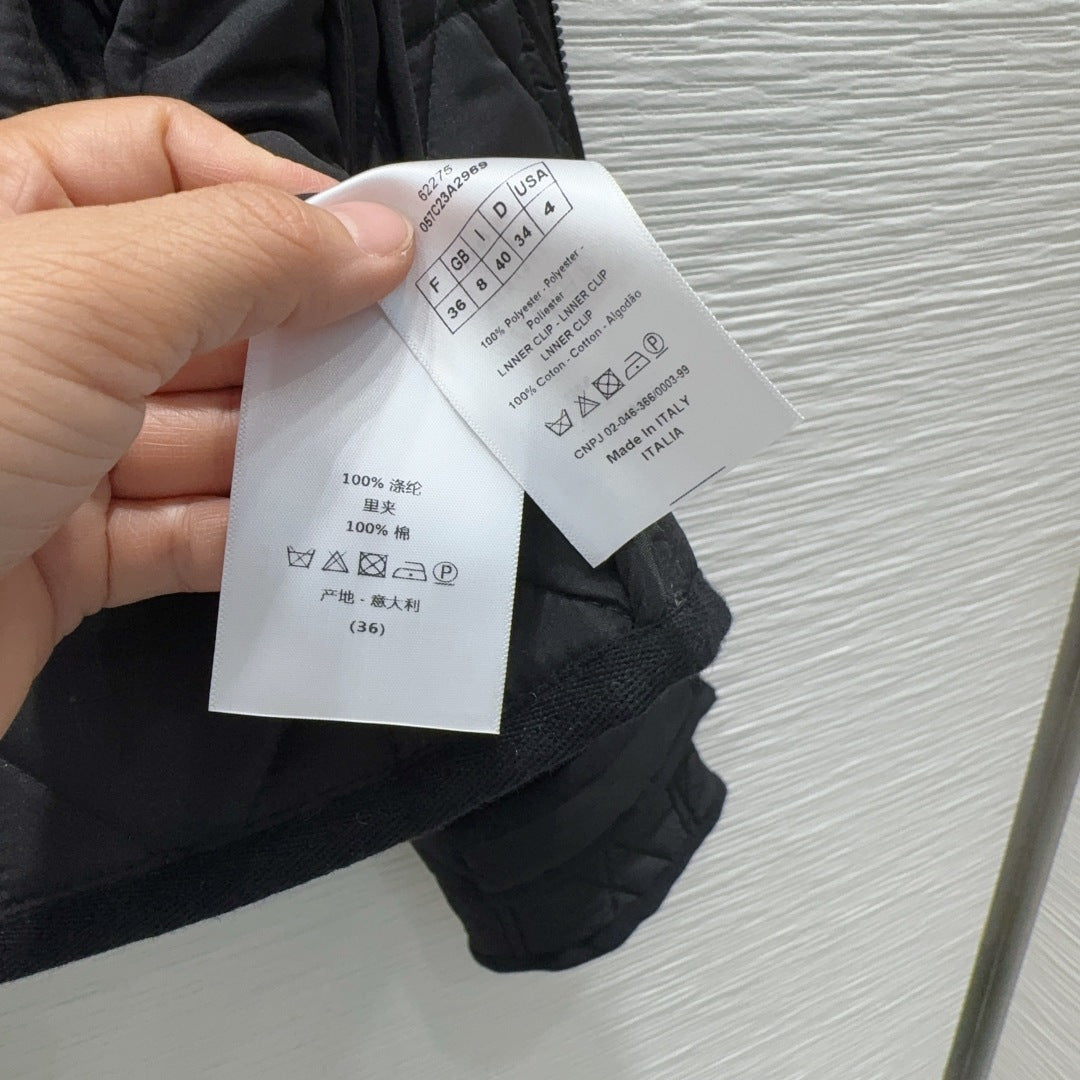 62275
057C23A2969
F GB I D USA
36 8 40 34 4
100% Polyester - Polyester -
Poliester
LNNER CLIP - LNNER CLIP
LNNER CLIP
100% Coton - Cotton - Algodão
P
CNPJ 02-046-366/0003-99
Made In ITALY
ITALIA
100% 涤纶
里夹
100% 棉
P
产地 - 意大利
(36)